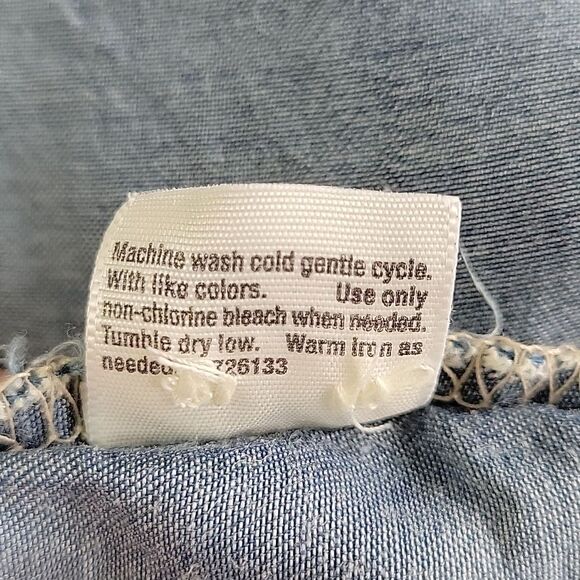 Machine wash cold gentle cycle.
With like colors. Use only
non-chlorine bleach when needed.
Tumble dry low. Warm iron as
needed. 726133